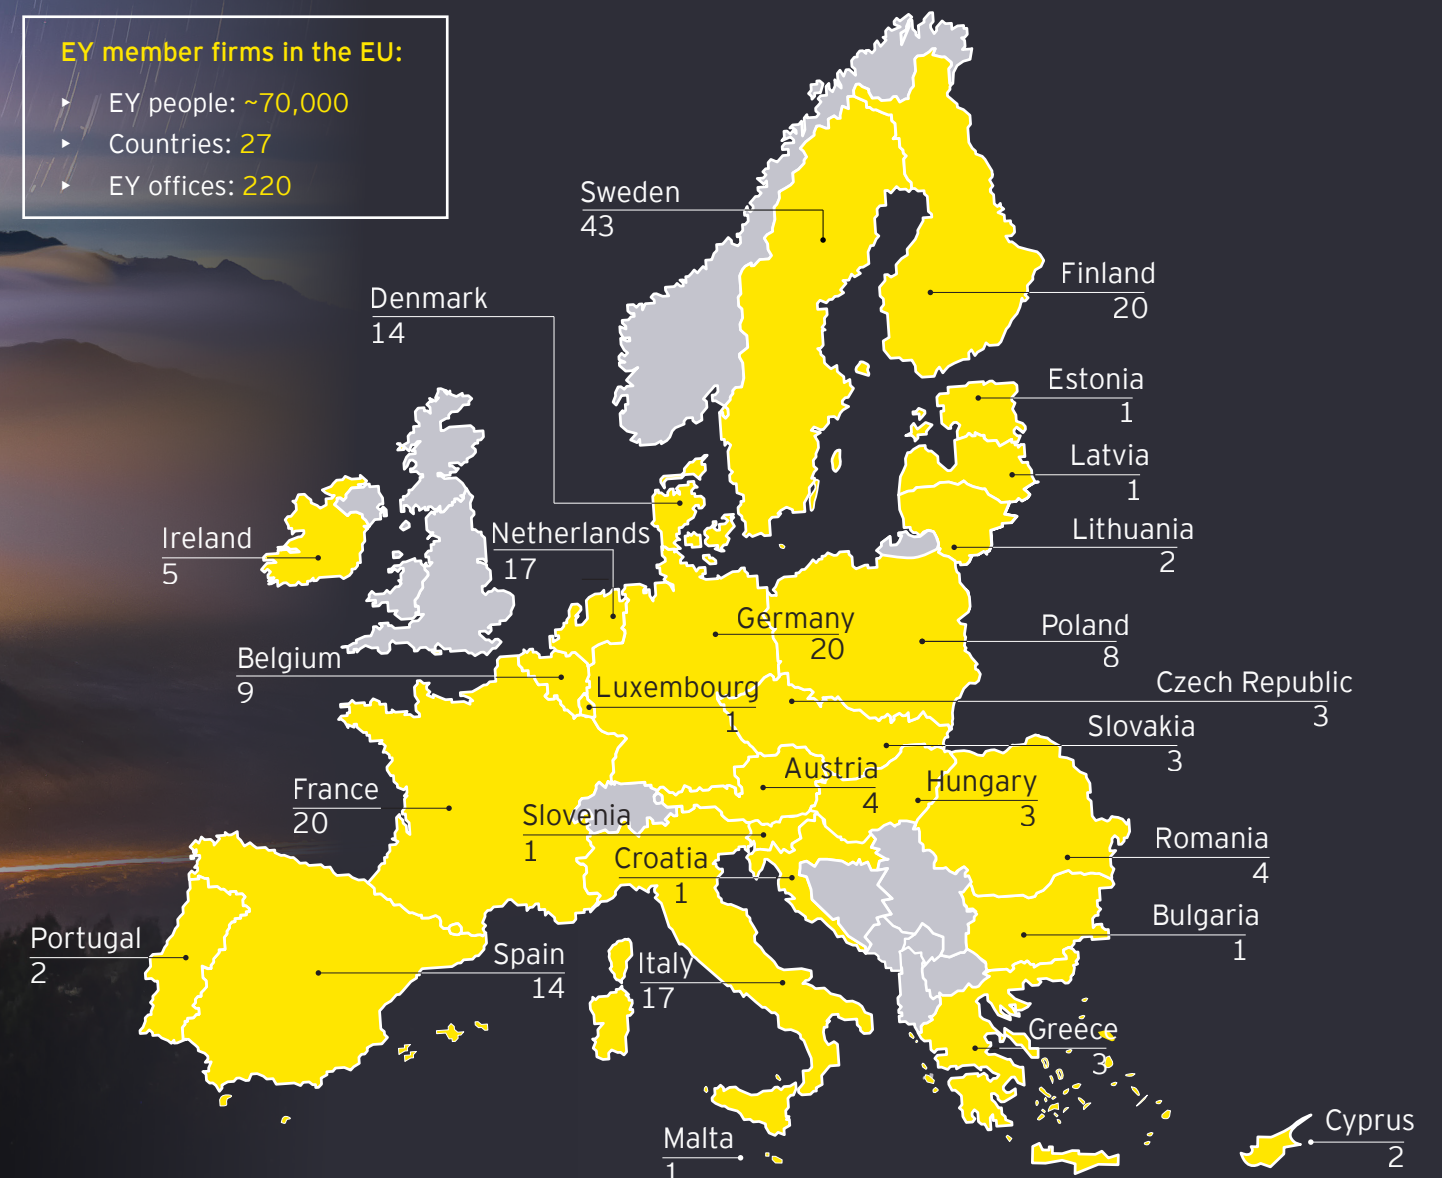 EY member firms in the EU:
▸ EY people: ~70,000
▸ Countries: 27
▸ EY offices: 220
Sweden
43
Finland
20
Denmark
14
Estonia
1
Latvia
1
Lithuania
2
Ireland
5
Netherlands
17
Germany
20
Poland
8
Belgium
9
Luxembourg
1
Czech Republic
3
Slovakia
3
Austria
4
Hungary
3
France
20
Slovenia
1
Croatia
1
Romania
4
Bulgaria
1
Portugal
2
Spain
14
Italy
17
Greece
3
Malta
1
Cyprus
2